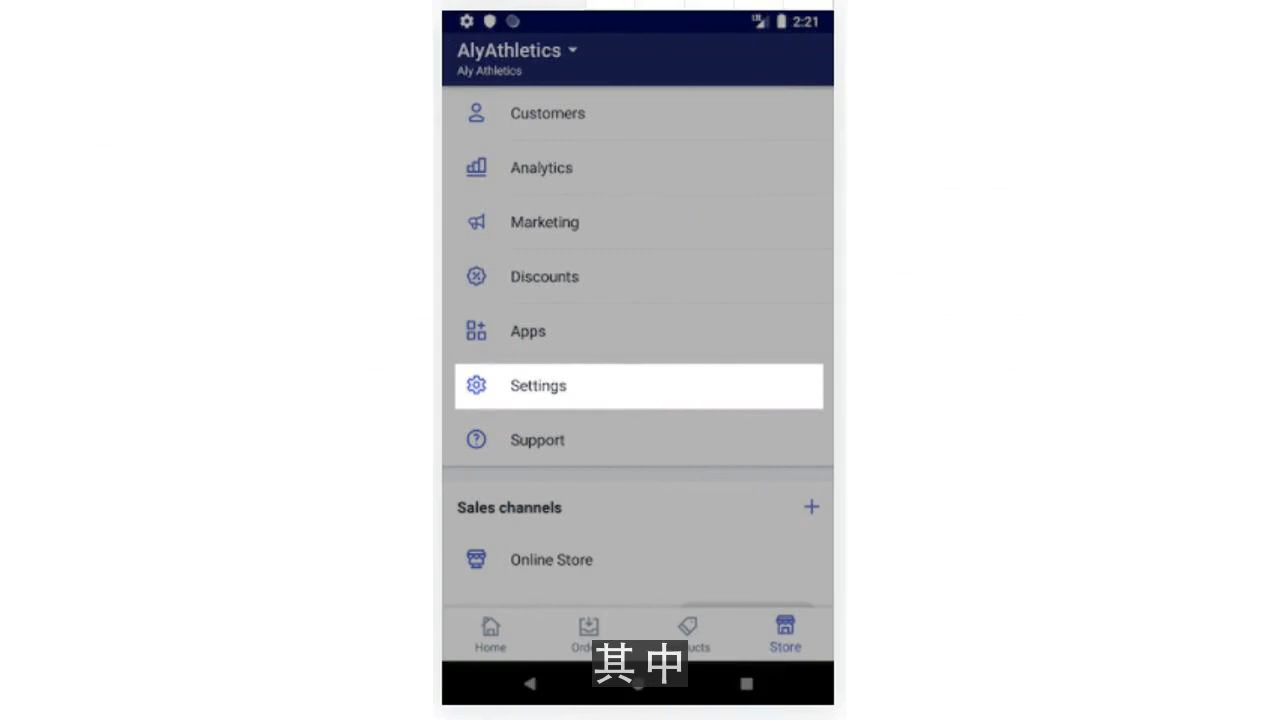 2:21
AlyAthletics
Aly Athletics
Customers
Analytics
Marketing
Discounts
Apps
Settings
Support
Sales channels
Online Store
Home
Store
其中